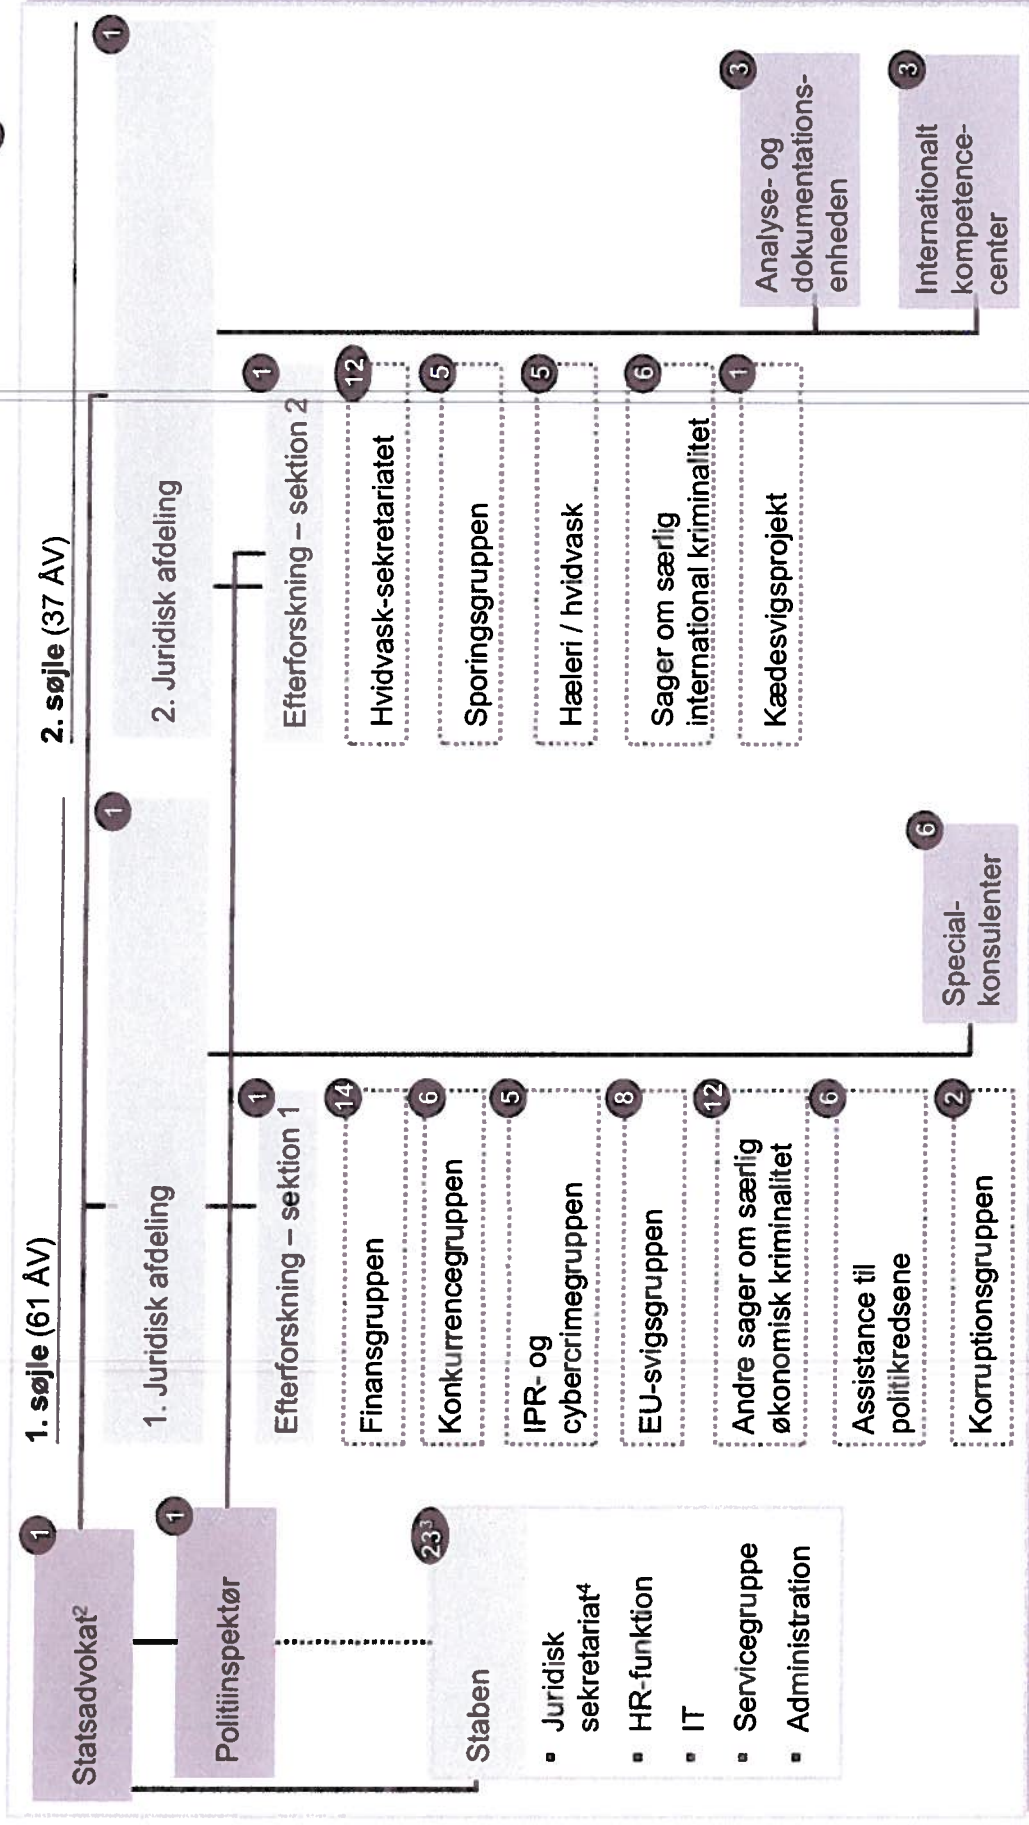 Statsadvokat²
1
Politiinspektør
1
Staben
23³
▪ Juridisk
sekretariat⁴
▪ HR-funktion
▪ IT
▪ Servicegruppe
▪ Administration
1. søjle (61 ÅV)
1. Juridisk afdeling
1
Efterforskning – sektion 1
1
Finansgruppen
14
Konkurrencegruppen
6
IPR- og
cybercrimegruppen
5
EU-svigsgruppen
8
Andre sager om særlig
økonomisk kriminalitet
12
Assistance til
politikredsene
6
Korruptionsgruppen
2
Special-
konsulenter
6
2. søjle (37 ÅV)
2. Juridisk afdeling
1
Efterforskning – sektion 2
1
Hvidvask-sekretariatet
12
Sporingsgruppen
5
Hæleri / hvidvask
5
Sager om særlig
international kriminalitet
6
Kædesvigsprojekt
1
Analyse- og
dokumentations-
enheden
3
Internationalt
kompetence-
center
3